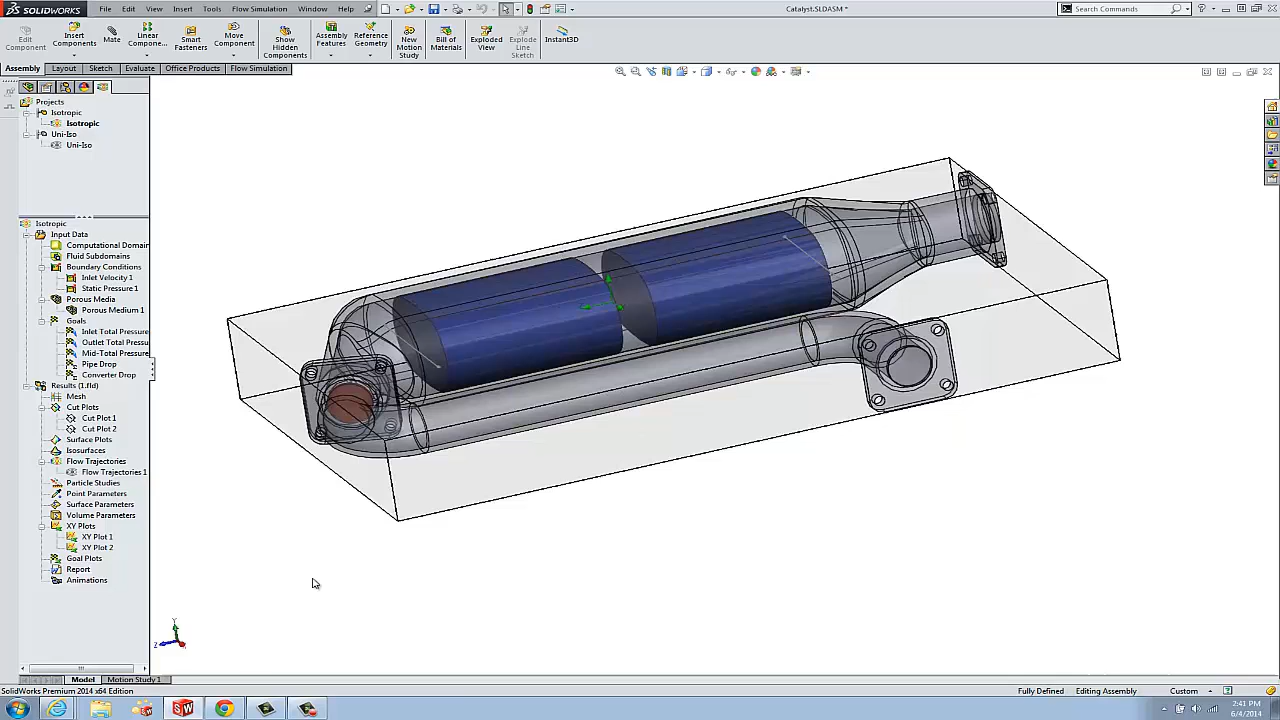 SOLIDWORKS File Edit View Insert Tools Flow Simulation Window Help Catalyst.SLDASM * Search Commands
Edit Component
Insert Components
Mate
Linear Compone...
Smart Fasteners
Move Component
Show Hidden Components
Assembly Features
Reference Geometry
New Motion Study
Bill of Materials
Exploded View
Explode Line Sketch
Instant3D
Assembly Layout Sketch Evaluate Office Products Flow Simulation
Projects
Isotropic
Isotropic
Uni-Iso
Uni-Iso
Isotropic
Input Data
Computational Domain
Fluid Subdomains
Boundary Conditions
Inlet Velocity 1
Static Pressure 1
Porous Media
Porous Medium 1
Goals
Inlet Total Pressure
Outlet Total Pressu
Mid-Total Pressure
Pipe Drop
Converter Drop
Results (1.fld)
Mesh
Cut Plots
Cut Plot 1
Cut Plot 2
Surface Plots
Isosurfaces
Flow Trajectories
Flow Trajectories 1
Particle Studies
Point Parameters
Surface Parameters
Volume Parameters
XY Plots
XY Plot 1
XY Plot 2
Goal Plots
Report
Animations
Y
Z
X
Model Motion Study 1
SolidWorks Premium 2014 x64 Edition Fully Defined Editing Assembly Custom
2:41 PM
6/4/2014